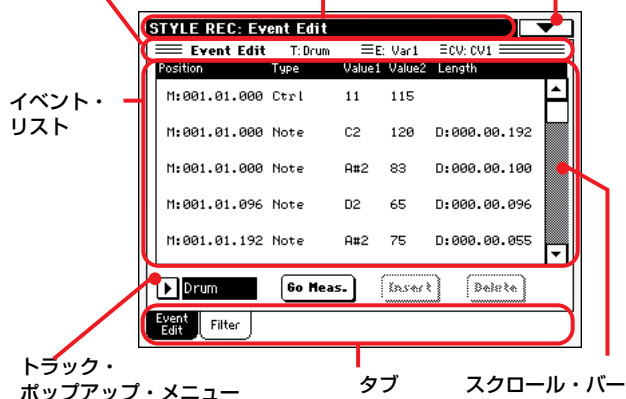 STYLE REC: Event Edit
Event Edit T:Drum E: Var1 CV: CV1
Position Type Value1 Value2 Length
M:001.01.000 Ctrl 11 115
M:001.01.000 Note C2 120 D:000.00.192
M:001.01.000 Note A#2 83 D:000.00.100
M:001.01.096 Note D2 65 D:000.00.096
M:001.01.192 Note A#2 75 D:000.00.055
イベント・
リスト
Drum Go Meas. Insert Delete
Event
Edit
Filter
トラック・
ポップアップ・メニュー
タブ
スクロール・バー